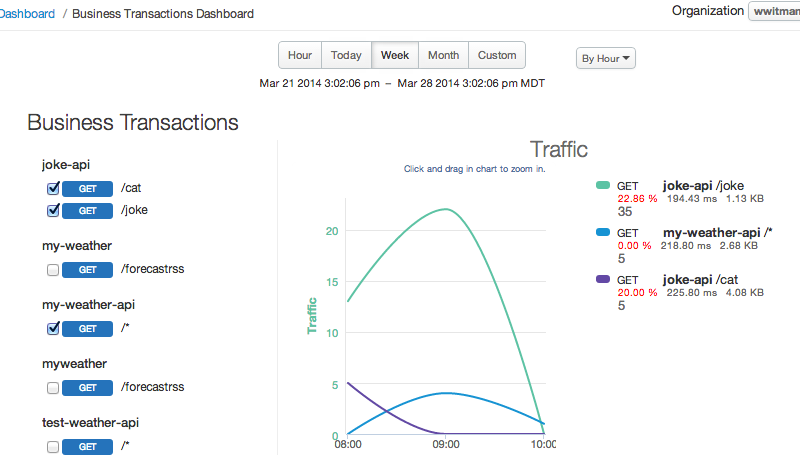 Dashboard / Business Transactions Dashboard
Organization wwitman
Hour Today Week Month Custom
By Hour
Mar 21 2014 3:02:06 pm – Mar 28 2014 3:02:06 pm MDT
Business Transactions
joke-api
GET /cat
GET /joke
my-weather
GET /forecastrss
my-weather-api
GET /*
myweather
GET /forecastrss
test-weather-api
GET /*
Traffic
Click and drag in chart to zoom in.
Traffic
20
15
10
5
0
08:00 09:00 10:00
GET joke-api /joke
22.86 % 194.43 ms 1.13 KB
35
GET my-weather-api /*
0.00 % 218.80 ms 2.68 KB
5
GET joke-api /cat
20.00 % 225.80 ms 4.08 KB
5